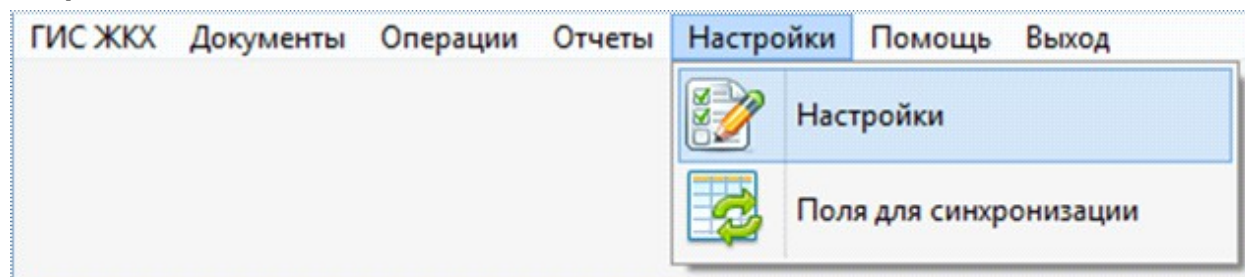 ГИС ЖКХ Документы Операции Отчеты Настройки Помощь Выход
Настройки
Поля для синхронизации